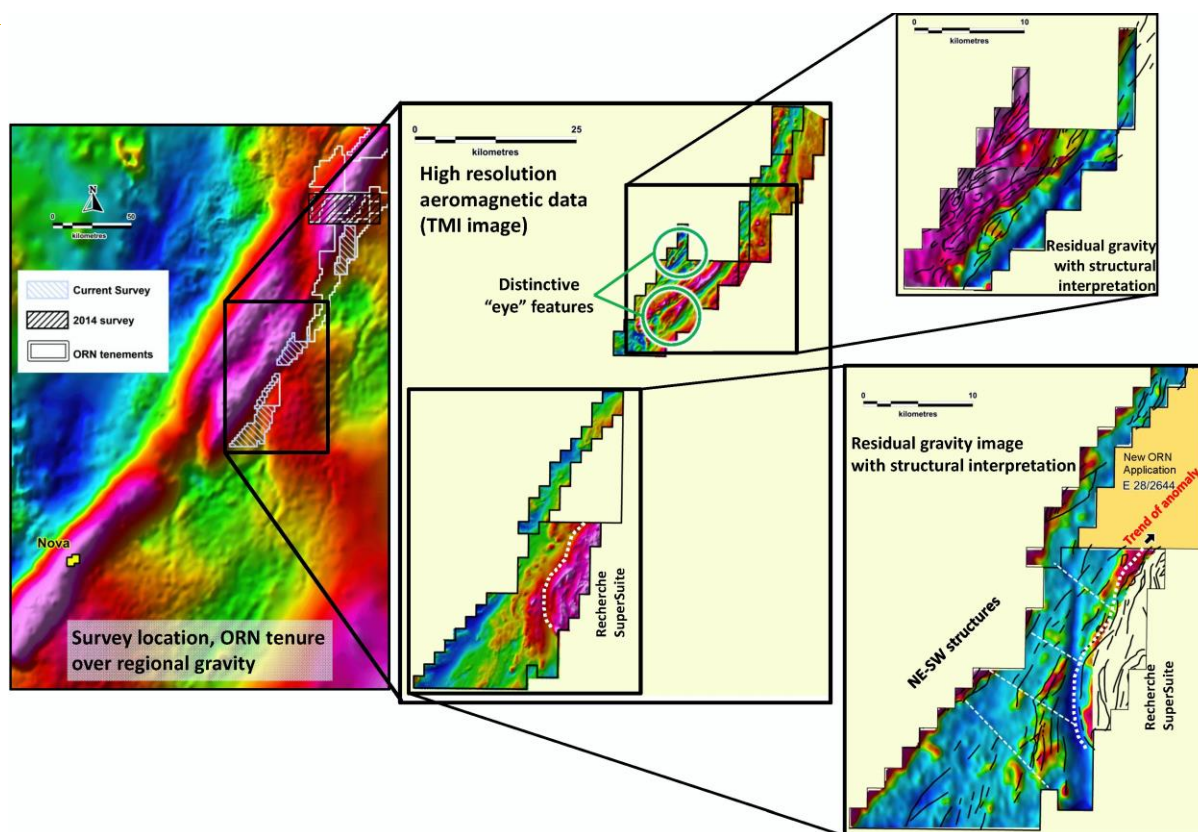 N
50
kilometres
Current Survey
2014 survey
ORN tenements
Nova
Survey location, ORN tenure
over regional gravity
0
25
kilometres
High resolution
aeromagnetic data
(TMI image)
Distinctive
“eye” features
Recherche
SuperSuite
0
10
kilometres
Residual gravity
with structural
interpretation
0
10
kilometres
Residual gravity image
with structural interpretation
New ORN
Application
E 28/2644
Trend of anomaly
NE-SW structures
Recherche
SuperSuite